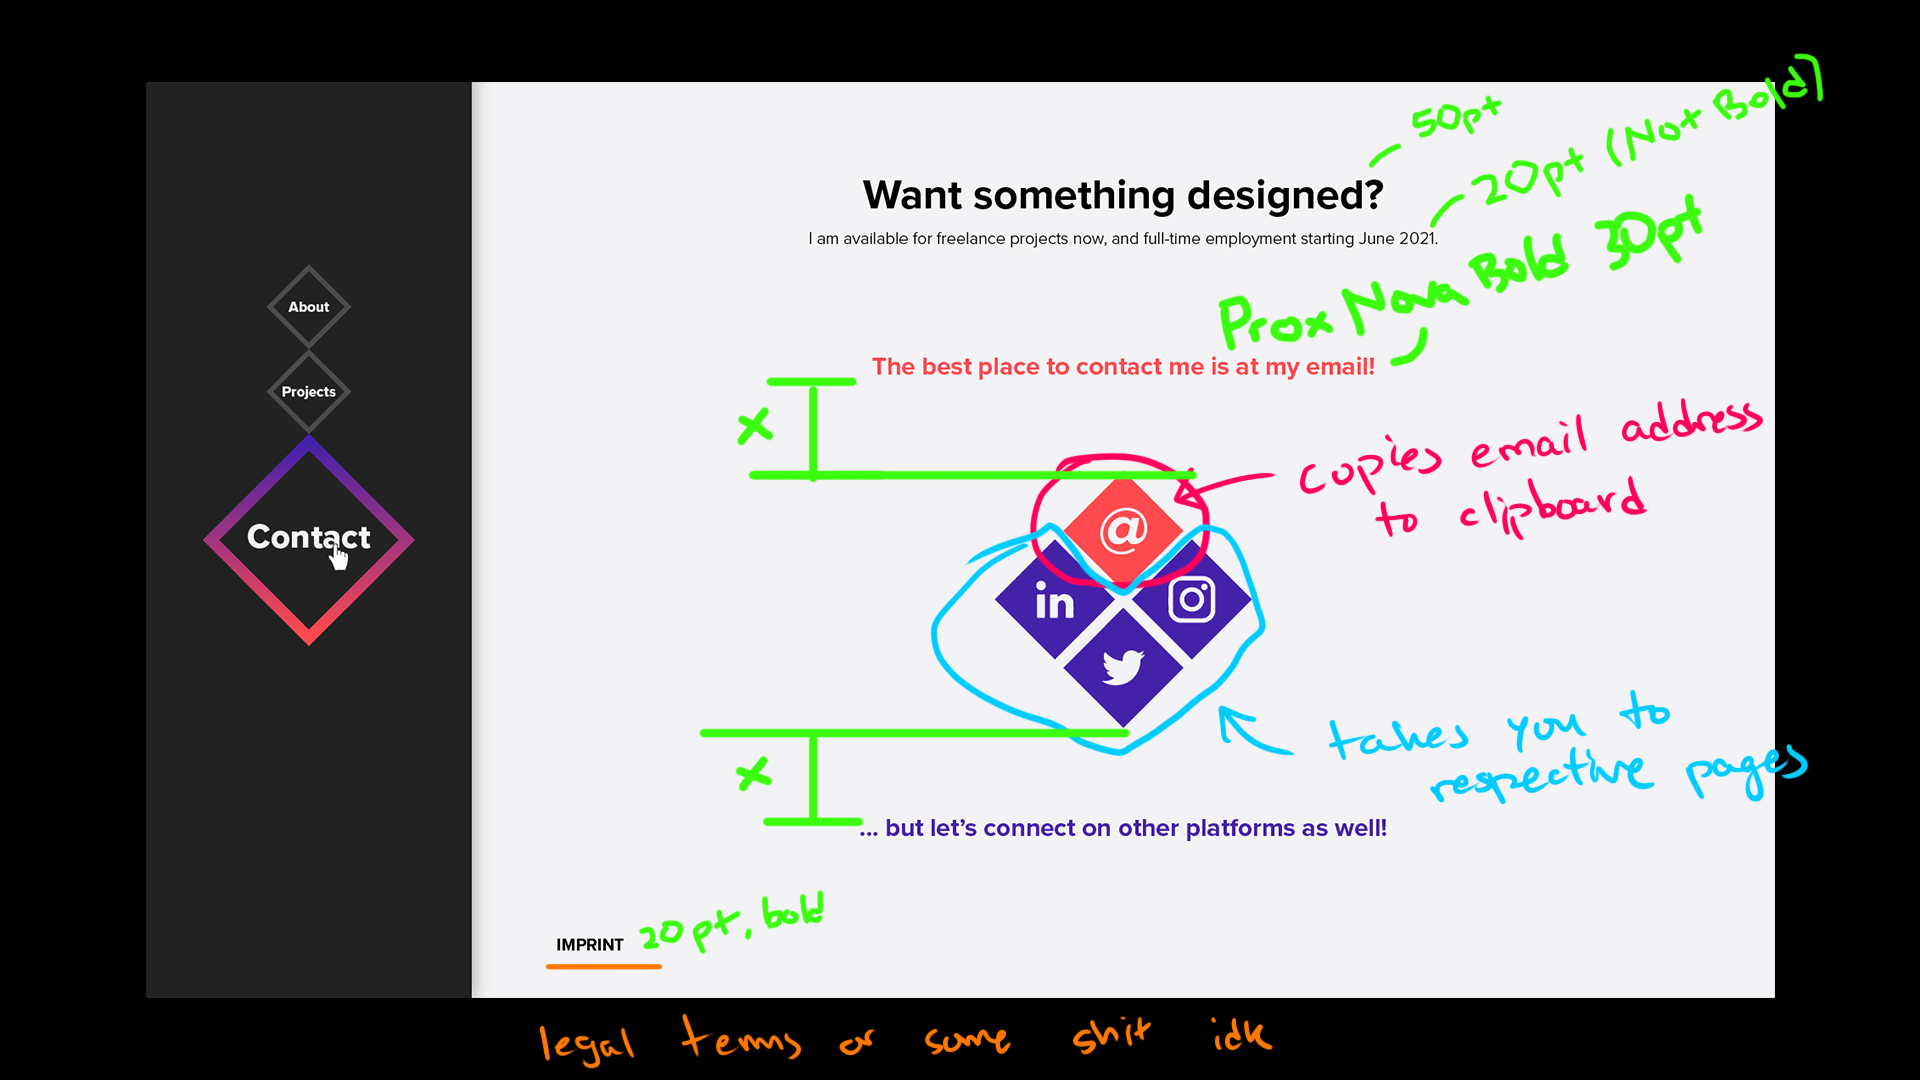 50pt
20pt (Not Bold)
Want something designed?
I am available for freelance projects now, and full-time employment starting June 2021.
Prox Nova Bold 30pt
About
The best place to contact me is at my email!
Projects
x
copies email address
to clipboard
@
Contact
in
takes you to
respective pages
x
... but let's connect on other platforms as well!
IMPRINT
20pt, bold
legal terms or some shit idk